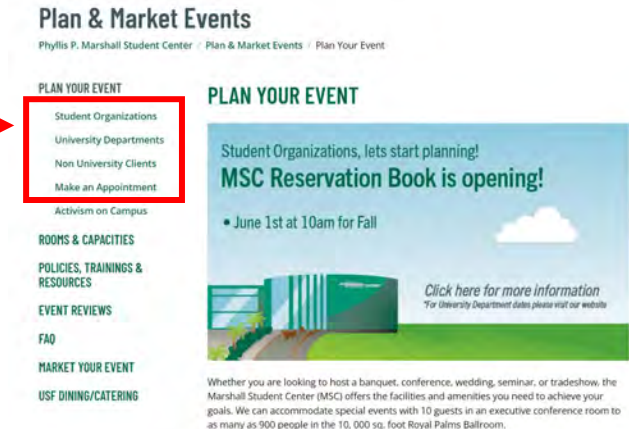 Plan & Market Events
Phyllis P. Marshall Student Center / Plan & Market Events / Plan Your Event
PLAN YOUR EVENT
Student Organizations
University Departments
Non University Clients
Make an Appointment
Activism on Campus
ROOMS & CAPACITIES
POLICIES, TRAININGS &
RESOURCES
EVENT REVIEWS
FAQ
MARKET YOUR EVENT
USF DINING/CATERING
PLAN YOUR EVENT
Student Organizations, lets start planning!
MSC Reservation Book is opening!
• June 1st at 10am for Fall
Click here for more information
*For University Department dates please visit our website
Whether you are looking to host a banquet, conference, wedding, seminar, or tradeshow, the
Marshall Student Center (MSC) offers the facilities and amenities you need to achieve your
goals. We can accommodate special events with 10 guests in an executive conference room to
as many as 900 people in the 10, 000 sq. foot Royal Palms Ballroom.